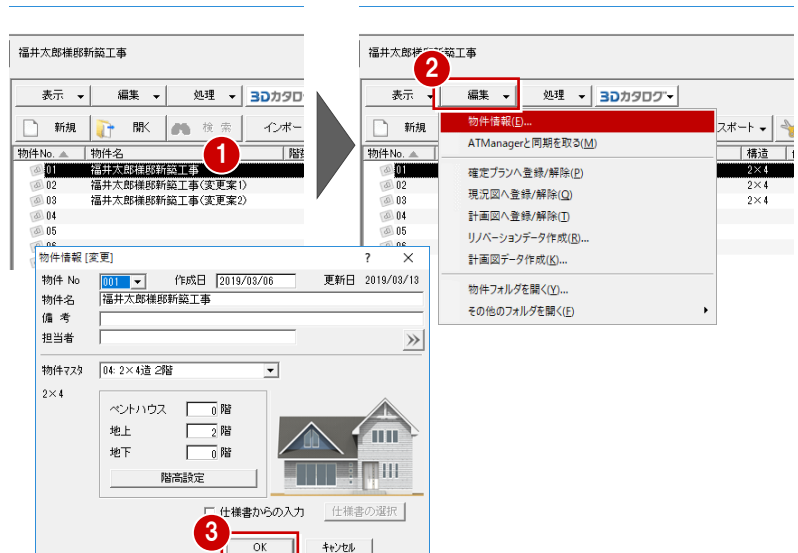 福井太郎様邸新築工事
表示 編集 処理 3Dカタロ
新規 開く 検索 インポー
物件No. 物件名 階数
01 福井太郎様邸新築工事
02 福井太郎様邸新築工事(変更案1)
03 福井太郎様邸新築工事(変更案2)
04
05
06
1
福井太郎様邸新築工事
2
表示 編集 処理 3Dカタログ
新規 スポート
物件No. 構造
01 2×4
02 2×4
03 2×4
04
05
物件情報(E)...
ATManagerと同期を取る(M)
確定プランへ登録/解除(P)
現況図へ登録/解除(Q)
計画図へ登録/解除(T)
リノベーションデータ作成(R)...
計画図データ作成(K)...
物件フォルダを開く(Y)...
その他のフォルダを開く(F)
物件情報 [変更] ? ×
物件 No 001 作成日 2019/03/06 更新日 2019/03/13
物件名 福井太郎様邸新築工事
備 考
担当者 >>
物件マスタ 04: 2×4造 2階
2×4
ペントハウス 0 階
地上 2 階
地下 0 階
階高設定
仕様書からの入力 仕様書の選択
3
OK キャンセル